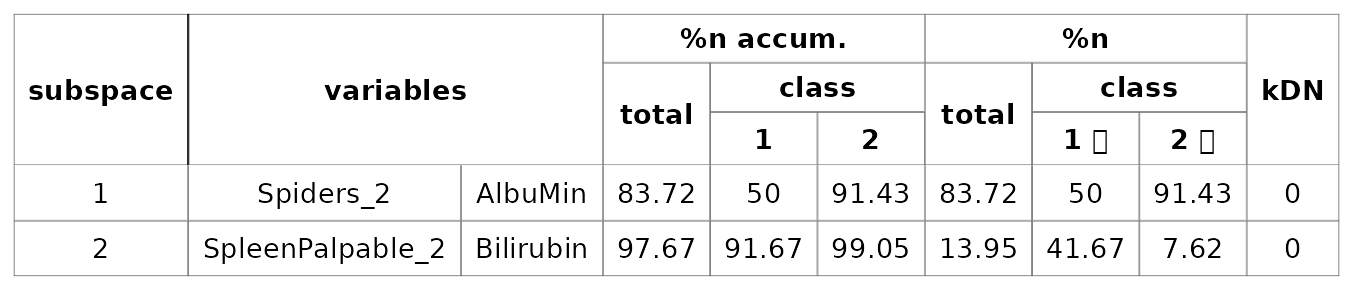 %n accum. %n
subspace variables class class kDN
total total
1 2 1 2
1 Spiders_2 AlbuMin 83.72 50 91.43 83.72 50 91.43 0
2 SpleenPalpable_2 Bilirubin 97.67 91.67 99.05 13.95 41.67 7.62 0